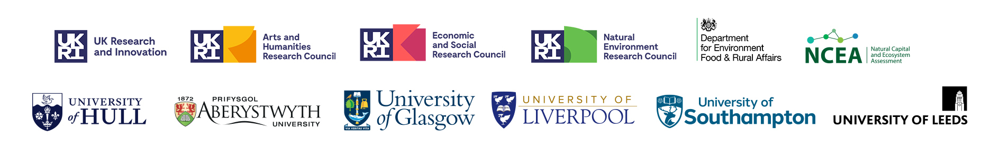 UK
RI
UK Research
and Innovation
UK
RI
Arts and
Humanities
Research Council
UK
RI
Economic
and Social
Research Council
UK
RI
Natural
Environment
Research Council
Department
for Environment
Food & Rural Affairs
NCEA
Natural Capital
and Ecosystem
Assessment
UNIVERSITY
of HULL
1872
PRIFYSGOL
ABERYSTWYTH
UNIVERSITY
VIA VERITAS VITA
University
of Glasgow
UNIVERSITY OF
LIVERPOOL
University of
Southampton
UNIVERSITY OF LEEDS